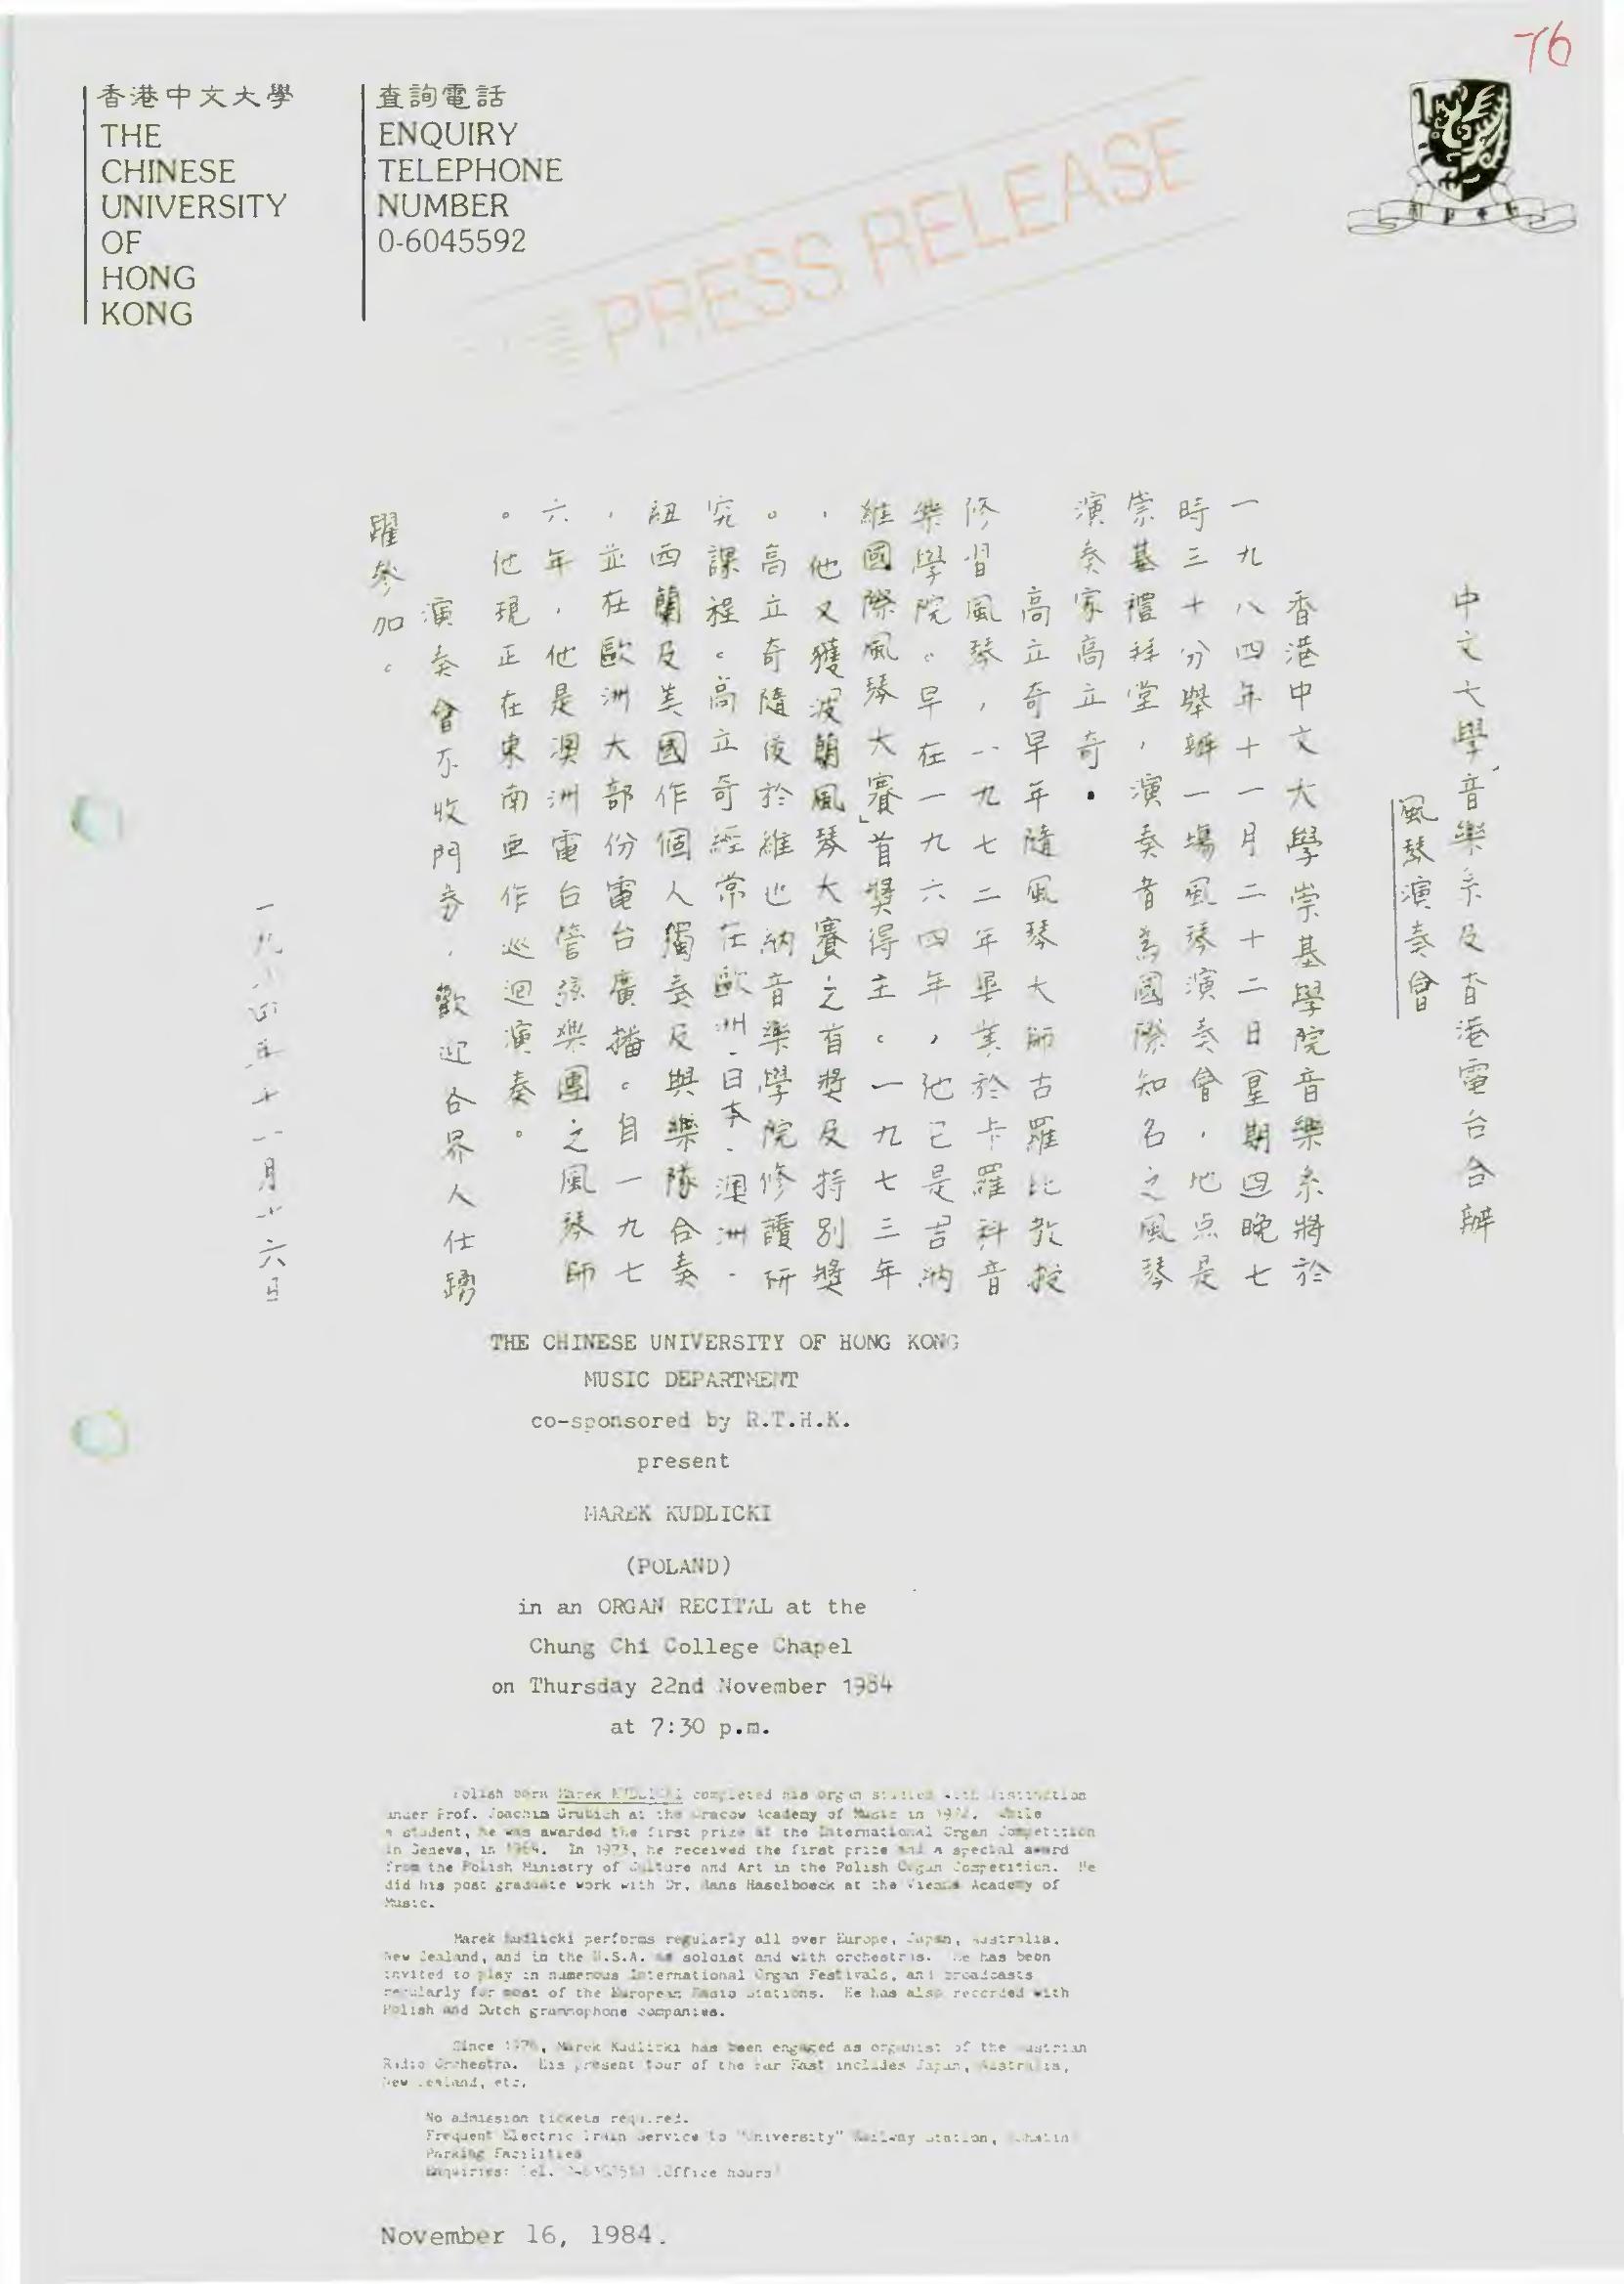 76
香港中文大學
THE
CHINESE
UNIVERSITY
OF
HONG
KONG
查詢電話
ENQUIRY
TELEPHONE
NUMBER
0-6045592
PRESS RELEASE
中文大學音樂系及香港電台合辦
風琴演奏會
香港中文大學崇基學院音樂系將於
一九八四年十一月二十二日星期四晚七
時三十分舉辦一場風琴演奏會，地点是
崇基禮拜堂，演奏者為國際知名之風琴
演奏家高立奇.
高立奇早年隨風琴大師古羅比教授
修習風琴，一九七二年畢業於卡羅科音
樂學院。早在一九六四年，他已是吉納
維國際風琴大賽」首獎得主。一九七三年
，他又獲「波蘭風琴大賽」之首獎及特別獎
。高立奇隨後於維也納音樂學院修讀研
究課程。高立奇經常在歐洲、日本、澳洲、
紐西蘭及美國作個人獨奏及與樂隊合奏
，並在歐洲大部份電台廣播。自一九七
六年，他是澳洲電台管弦樂團之風琴師
。他現正在東南亜作巡迴演奏。
演奏會不收門券，歡迎各界人仕踴
躍參加。
一九八四年十一月十六日
THE CHINESE UNIVERSITY OF HONG KONG
MUSIC DEPARTMENT
co-sponsored by R.T.H.K.
present
MAREK KUDLICKI
(POLAND)
in an ORGAN RECITAL at the
Chung Chi College Chapel
on Thursday 22nd November 1984
at 7:30 p.m.
Polish born Marek KUDLICKI completed his organ studies with distinction
under Prof. Joachim Grubich at the Cracow Academy of Music in 1972. While
a student, he was awarded the first prize at the International Organ Competition
in Geneva, in 1964. In 1973, he received the first prize and a special award
from the Polish Ministry of Culture and Art in the Polish Organ Competition. He
did his post graduate work with Dr. Hans Haselboeck at the Vienna Academy of
Music.
Marek Kudlicki performs regularly all over Europe, Japan, Australia,
New Zealand, and in the U.S.A. as soloist and with orchestras. He has been
invited to play in numerous International Organ Festivals, and broadcasts
regularly for most of the European Radio Stations. He has also recorded with
Polish and Dutch grammophone companies.
Since 1976, Marek Kudlicki has been engaged as organist of the Austrian
Radio Orchestra. His present tour of the Far East includes Japan, Australia,
New Zealand, etc.
No admission tickets required.
Frequent Electric Train Service to "University" Railway Station, Shatin
Parking Facilities
Enquiries: Tel. (Office hours)
November 16, 1984.